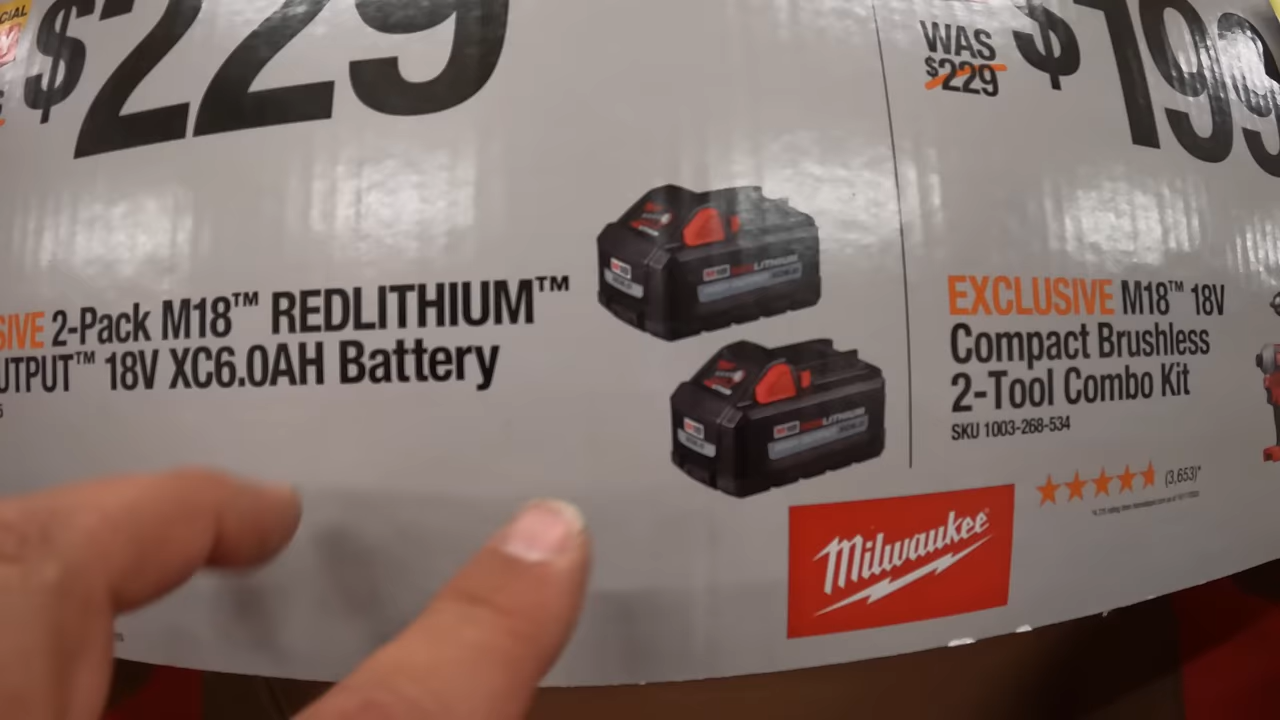 CIAL
$229
SIVE 2-Pack M18™ REDLITHIUM™
UTPUT™ 18V XC6.0AH Battery
WAS
$229
$199
EXCLUSIVE M18™ 18V
Compact Brushless
2-Tool Combo Kit
SKU 1003-268-534
(3,653)*
Milwaukee